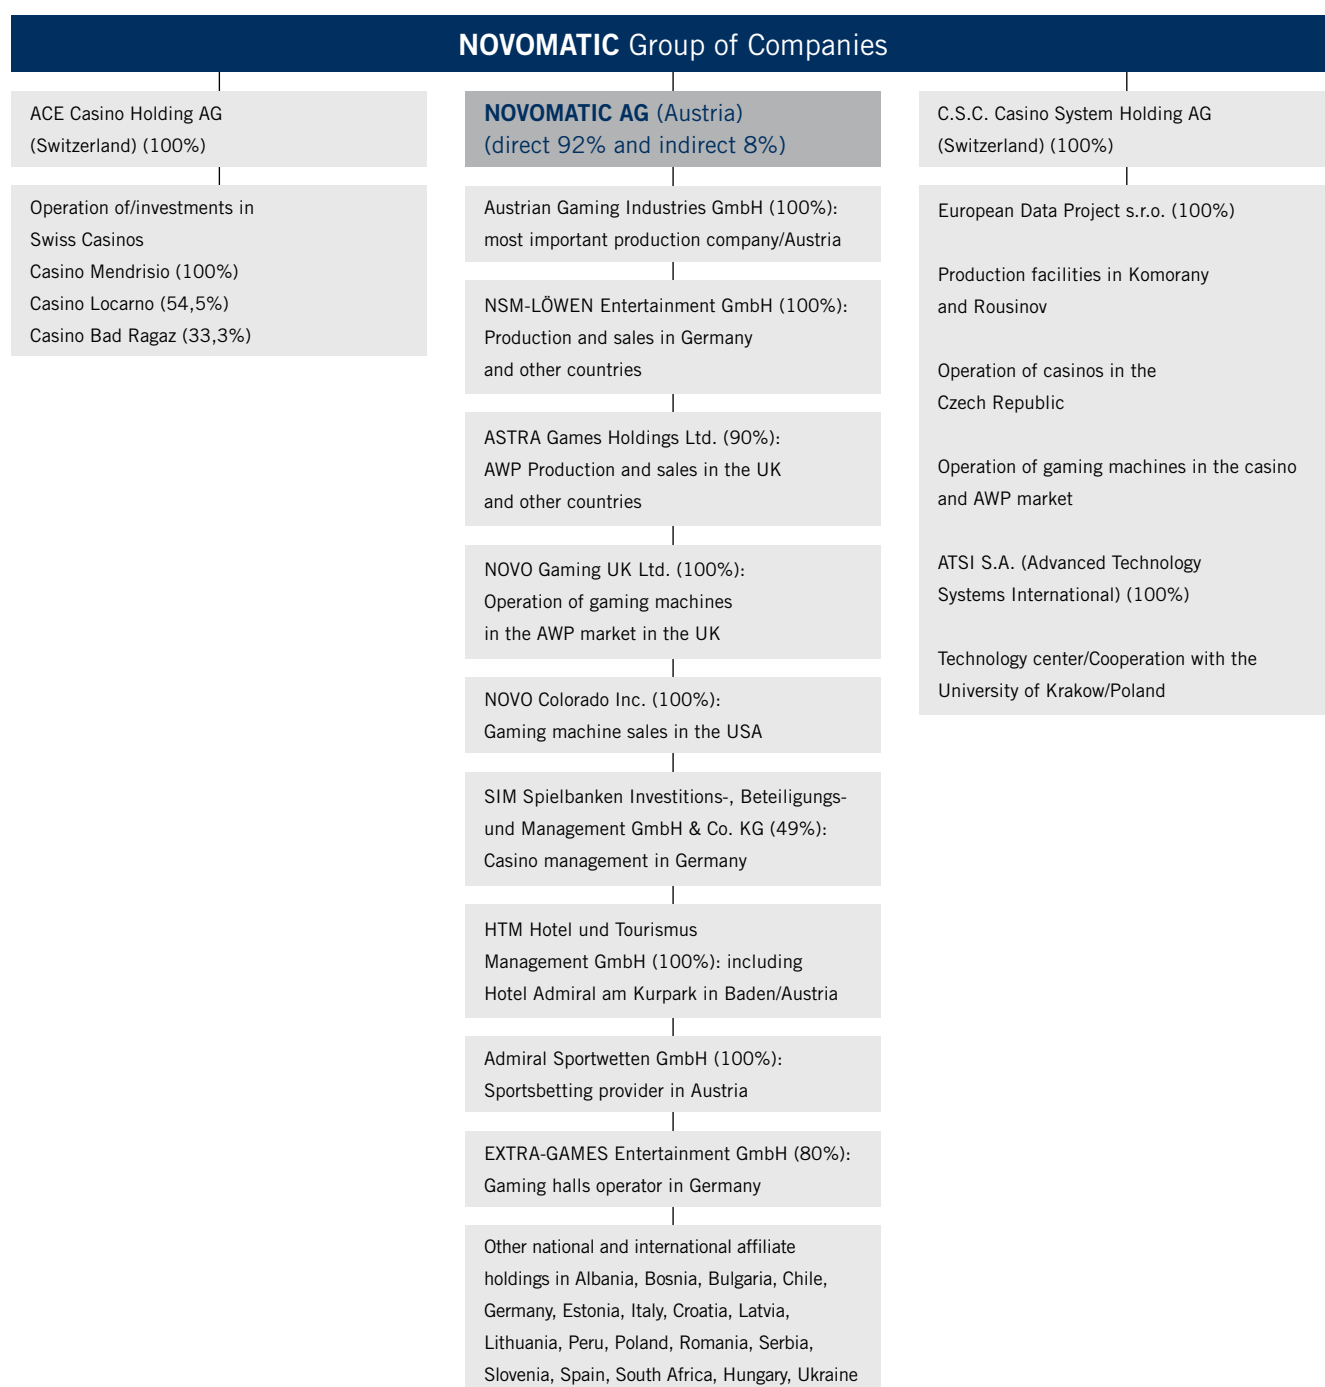 NOVOMATIC Group of Companies
ACE Casino Holding AG
(Switzerland) (100%)
Operation of/investments in
Swiss Casinos
Casino Mendrisio (100%)
Casino Locarno (54,5%)
Casino Bad Ragaz (33,3%)
NOVOMATIC AG (Austria)
(direct 92% and indirect 8%)
Austrian Gaming Industries GmbH (100%):
most important production company/Austria
NSM-LÖWEN Entertainment GmbH (100%):
Production and sales in Germany
and other countries
ASTRA Games Holdings Ltd. (90%):
AWP Production and sales in the UK
and other countries
NOVO Gaming UK Ltd. (100%):
Operation of gaming machines
in the AWP market in the UK
NOVO Colorado Inc. (100%):
Gaming machine sales in the USA
SIM Spielbanken Investitions-, Beteiligungs-
und Management GmbH & Co. KG (49%):
Casino management in Germany
HTM Hotel und Tourismus
Management GmbH (100%): including
Hotel Admiral am Kurpark in Baden/Austria
Admiral Sportwetten GmbH (100%):
Sportsbetting provider in Austria
EXTRA-GAMES Entertainment GmbH (80%):
Gaming halls operator in Germany
Other national and international affiliate
holdings in Albania, Bosnia, Bulgaria, Chile,
Germany, Estonia, Italy, Croatia, Latvia,
Lithuania, Peru, Poland, Romania, Serbia,
Slovenia, Spain, South Africa, Hungary, Ukraine
C.S.C. Casino System Holding AG
(Switzerland) (100%)
European Data Project s.r.o. (100%)
Production facilities in Komorany
and Rousinov
Operation of casinos in the
Czech Republic
Operation of gaming machines in the casino
and AWP market
ATSI S.A. (Advanced Technology
Systems International) (100%)
Technology center/Cooperation with the
University of Krakow/Poland